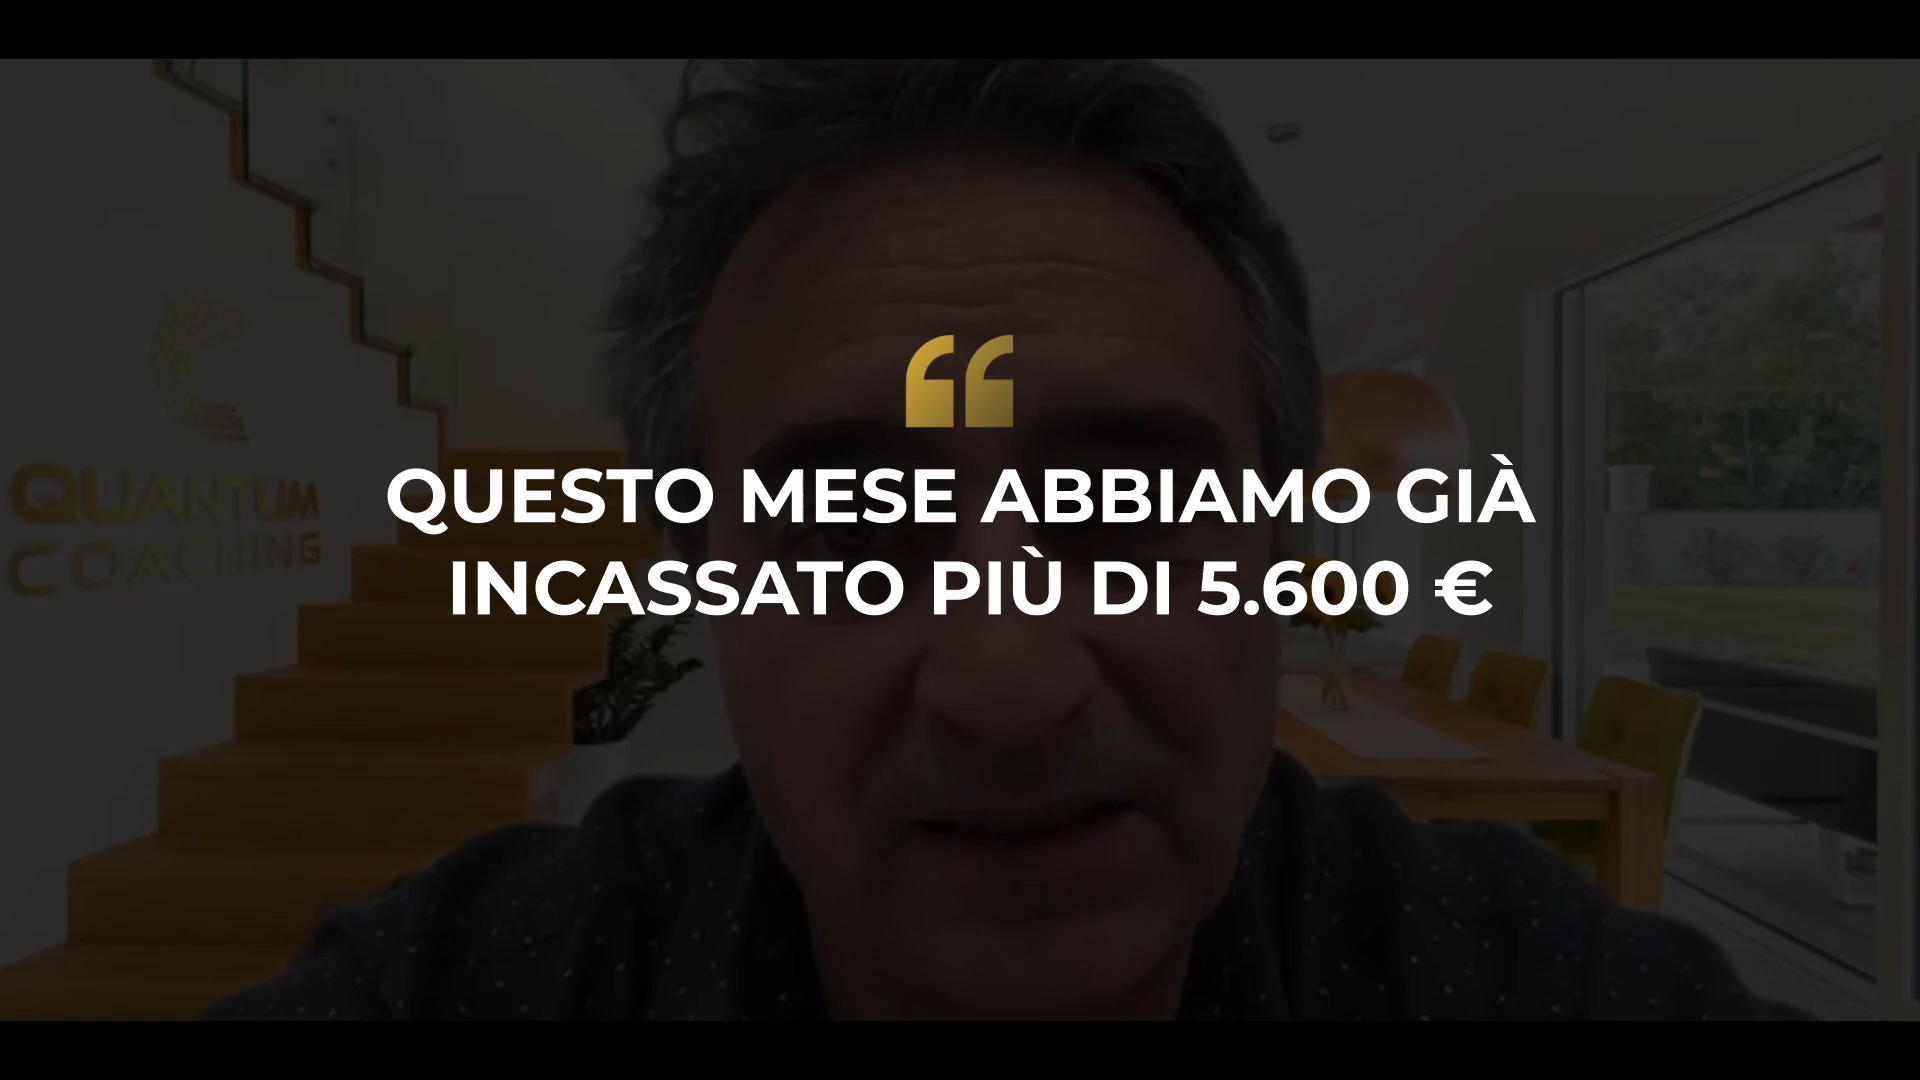 QUANTUM
COACHING
QUESTO MESE ABBIAMO GIÀ
INCASSATO PIÙ DI 5.600 €